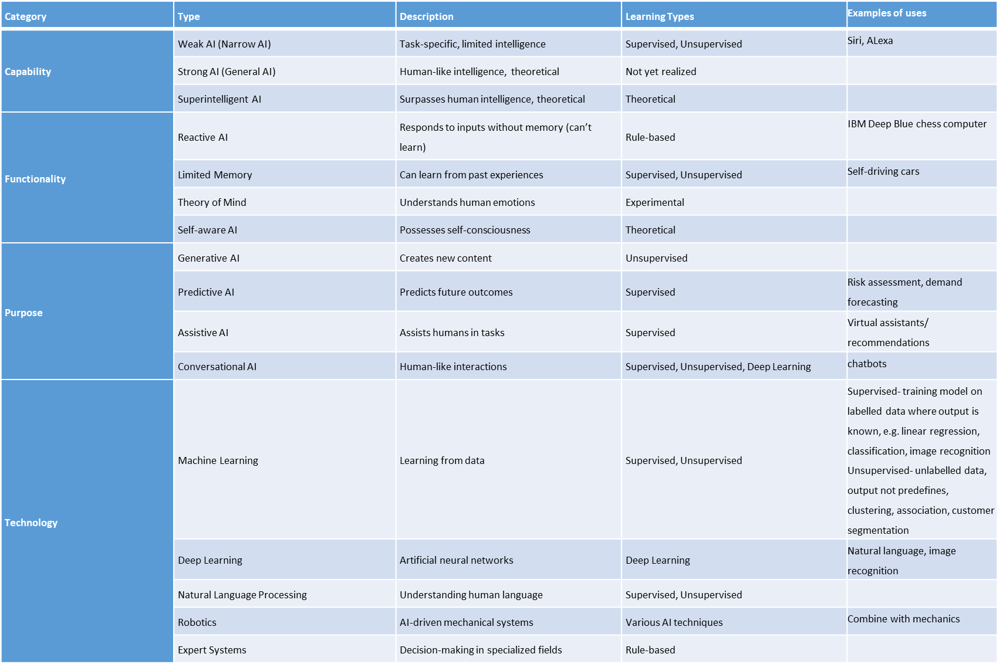 Category Type Description Learning Types Examples of uses
Capability
Weak AI (Narrow AI) Task-specific, limited intelligence Supervised, Unsupervised Siri, ALexa
Strong AI (General AI) Human-like intelligence, theoretical Not yet realized
Superintelligent AI Surpasses human intelligence, theoretical Theoretical
Functionality
Reactive AI
Responds to inputs without memory (can't
learn)
Rule-based
IBM Deep Blue chess computer
Limited Memory Can learn from past experiences Supervised, Unsupervised Self-driving cars
Theory of Mind Understands human emotions Experimental
Self-aware AI Possesses self-consciousness Theoretical
Purpose
Generative AI Creates new content Unsupervised
Predictive AI Predicts future outcomes Supervised
Risk assessment, demand
forecasting
Assistive AI Assists humans in tasks Supervised
Virtual assistants/
recommendations
Conversational AI Human-like interactions Supervised, Unsupervised, Deep Learning chatbots
Technology
Machine Learning Learning from data Supervised, Unsupervised
Supervised- training model on
labelled data where output is
known, e.g. linear regression,
classification, image recognition
Unsupervised- unlabelled data,
output not predefines,
clustering, association, customer
segmentation
Deep Learning Artificial neural networks Deep Learning
Natural language, image
recognition
Natural Language Processing Understanding human language Supervised, Unsupervised
Robotics AI-driven mechanical systems Various AI techniques Combine with mechanics
Expert Systems Decision-making in specialized fields Rule-based